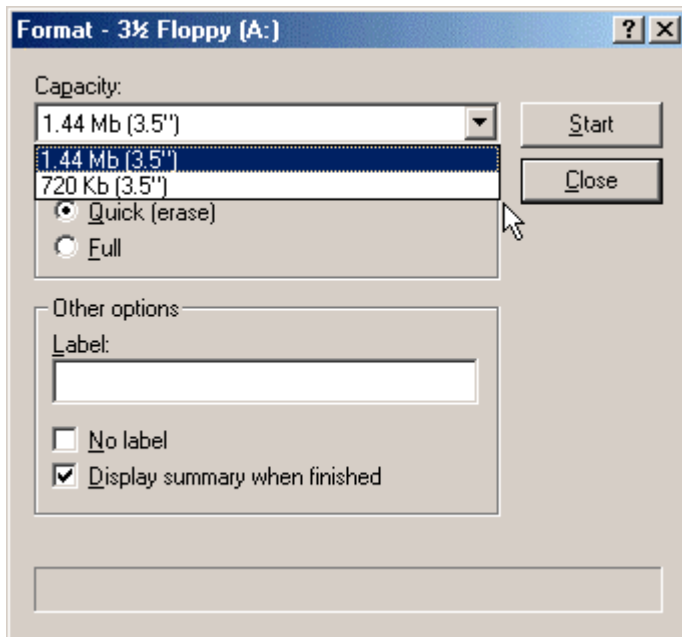 Format - 3½ Floppy (A:)
Capacity:
1.44 Mb (3.5")
Start
1.44 Mb (3.5")
720 Kb (3.5")
Close
Quick (erase)
Full
Other options
Label:
No label
Display summary when finished